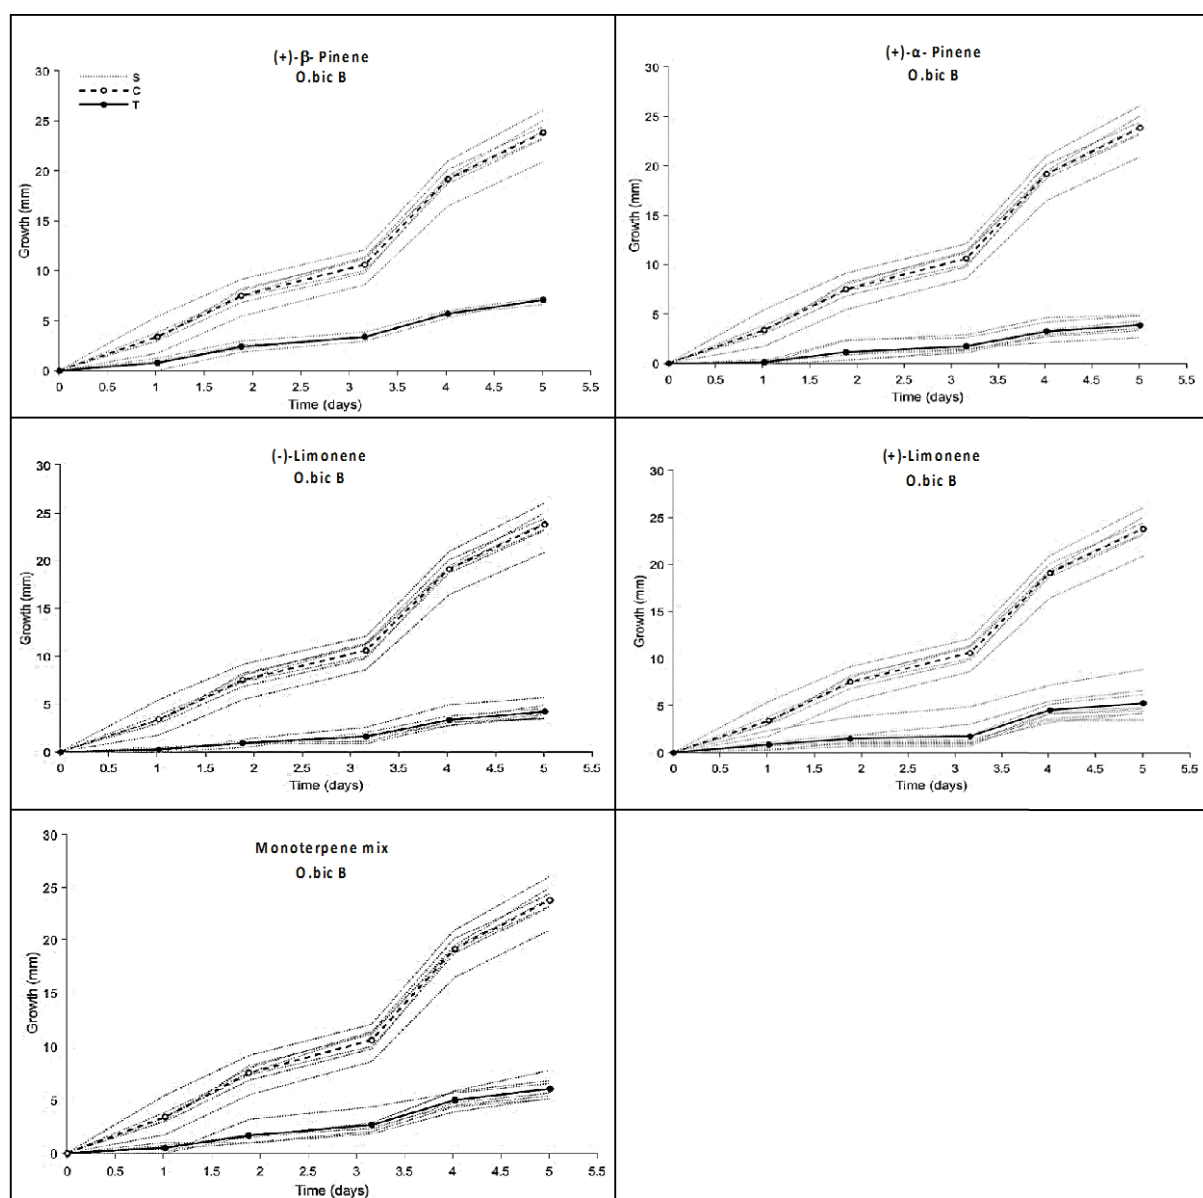 (+)-β- Pinene
O.bic B
S
C
T
30
25
20
15
10
5
0
Growth (mm)
0 0.5 1 1.5 2 2.5 3 3.5 4 4.5 5 5.5
Time (days)
(+)-α- Pinene
O.bic B
30
25
20
15
10
5
0
Growth (mm)
0 0.5 1 1.5 2 2.5 3 3.5 4 4.5 5 5.5
Time (days)
(-)-Limonene
O.bic B
30
25
20
15
10
5
0
Growth (mm)
0 0.5 1 1.5 2 2.5 3 3.5 4 4.5 5 5.5
Time (days)
(+)-Limonene
O.bic B
30
25
20
15
10
5
0
Growth (mm)
0 0.5 1 1.5 2 2.5 3 3.5 4 4.5 5 5.5
Time (days)
Monoterpene mix
O.bic B
30
25
20
15
10
5
0
Growth (mm)
0 0.5 1 1.5 2 2.5 3 3.5 4 4.5 5 5.5
Time (days)